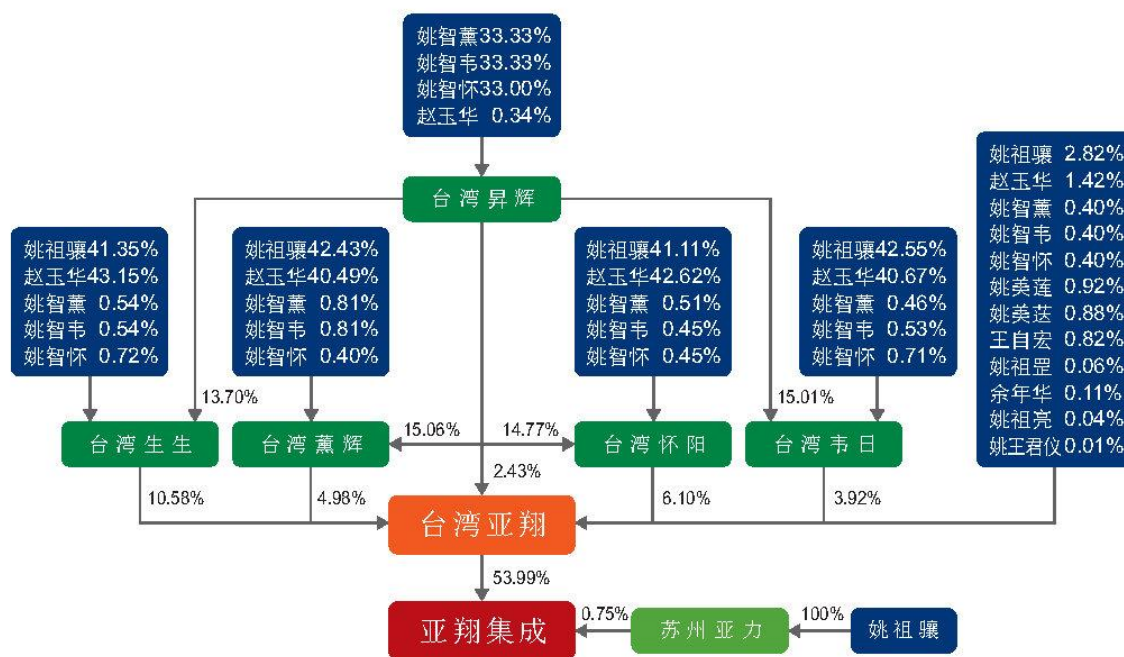 姚智薰33.33%
姚智韦33.33%
姚智怀33.00%
赵玉华 0.34%
台湾昇辉
姚祖骧41.35%
赵玉华43.15%
姚智薰 0.54%
姚智韦 0.54%
姚智怀 0.72%
姚祖骧42.43%
赵玉华40.49%
姚智薰 0.81%
姚智韦 0.81%
姚智怀 0.40%
姚祖骧41.11%
赵玉华42.62%
姚智薰 0.51%
姚智韦 0.45%
姚智怀 0.45%
姚祖骧42.55%
赵玉华40.67%
姚智薰 0.46%
姚智韦 0.53%
姚智怀 0.71%
姚祖骧 2.82%
赵玉华 1.42%
姚智薰 0.40%
姚智韦 0.40%
姚智怀 0.40%
姚美莲 0.92%
姚美莲 0.88%
王自宏 0.82%
姚祖罡 0.06%
余年华 0.11%
姚祖亮 0.04%
姚王君仪0.01%
13.70%
15.01%
台湾生生
台湾薰辉
15.06%
14.77%
台湾怀阳
台湾韦日
2.43%
10.58%
4.98%
6.10%
3.92%
台湾亚翔
53.99%
亚翔集成
0.75%
苏州亚力
100%
姚祖骧